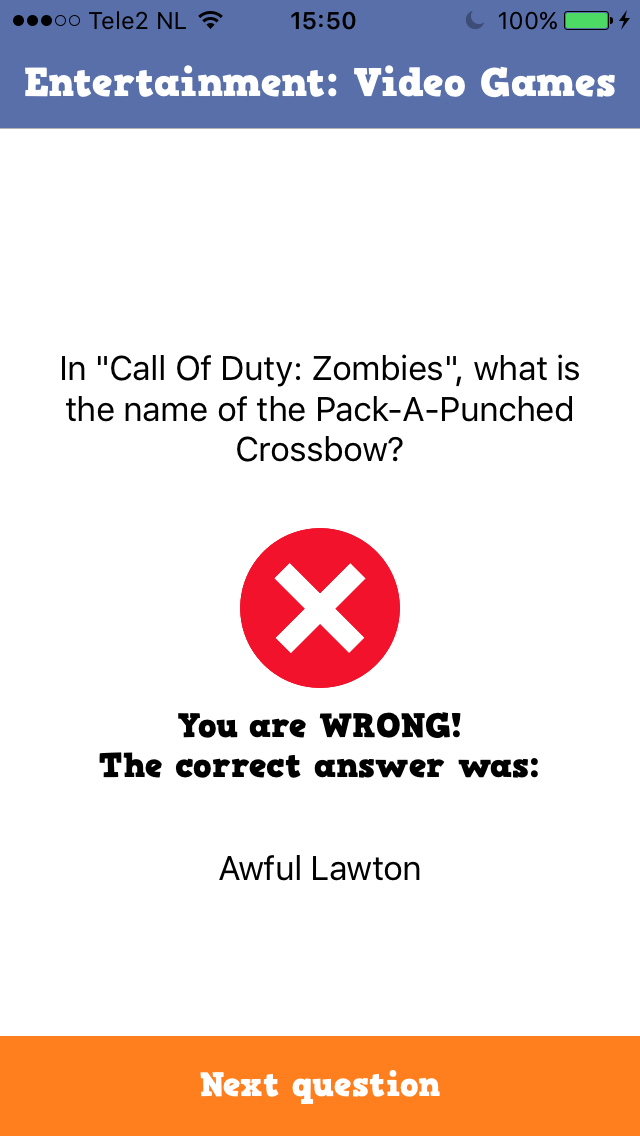 Tele2 NL 15:50 100%
Entertainment: Video Games
In "Call Of Duty: Zombies", what is
the name of the Pack-A-Punched
Crossbow?
You are WRONG!
The correct answer was:
Awful Lawton
Next question